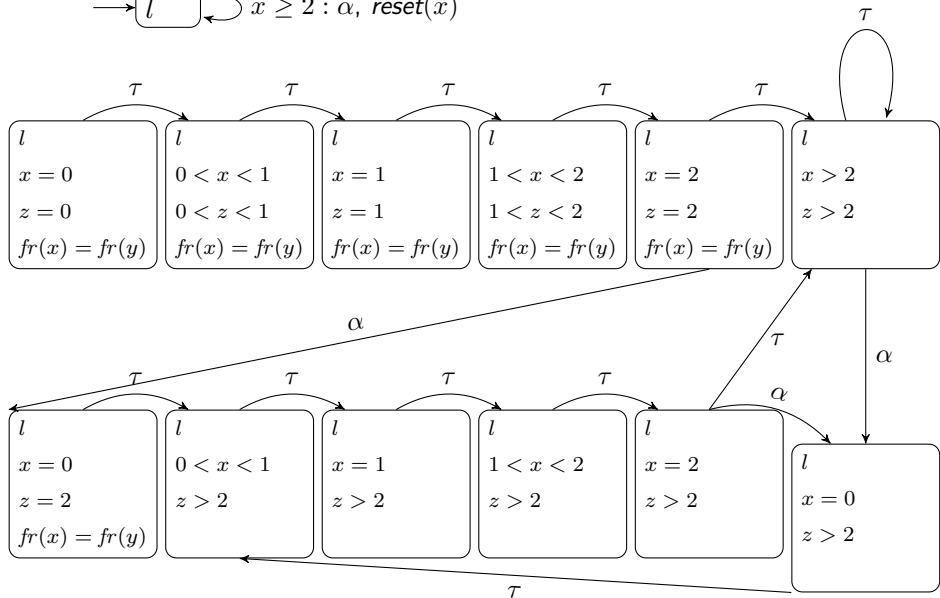 l x ≥ 2 : α, reset(x)
τ
τ τ τ τ τ
l l l l l l
x = 0 0 < x < 1 x = 1 1 < x < 2 x = 2 x > 2
z = 0 0 < z < 1 z = 1 1 < z < 2 z = 2 z > 2
fr(x) = fr(y) fr(x) = fr(y) fr(x) = fr(y) fr(x) = fr(y) fr(x) = fr(y)
α
τ
α
τ τ τ τ
α
l l l l l
x = 0 0 < x < 1 x = 1 1 < x < 2 x = 2
z = 2 z > 2 z > 2 z > 2 z > 2
fr(x) = fr(y)
l
x = 0
z > 2
τ